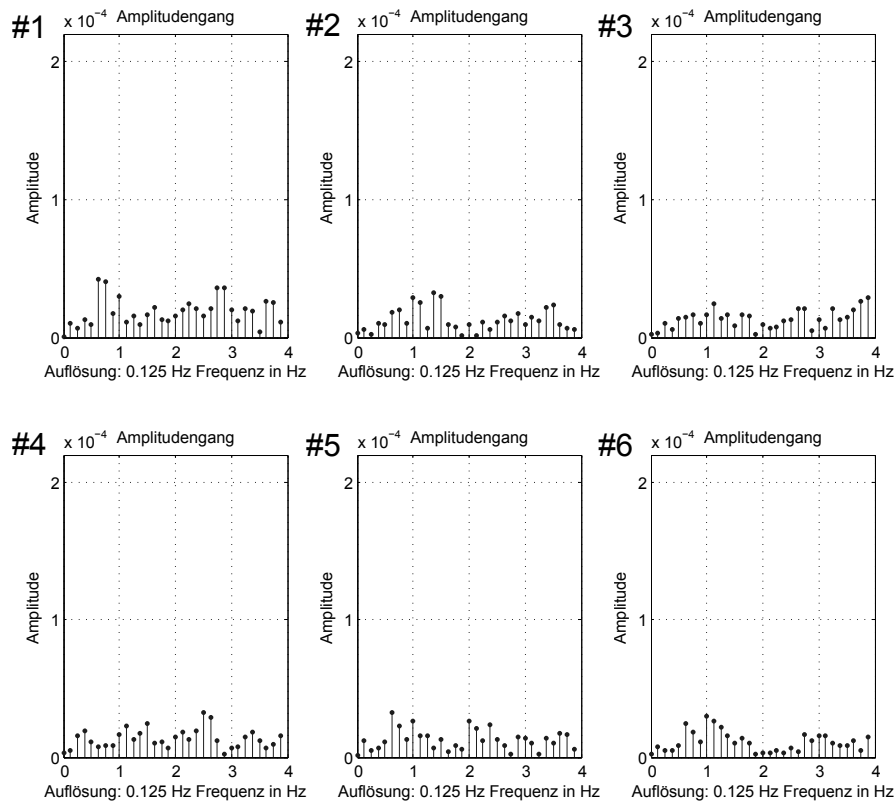 #1 x 10⁻⁴ Amplitudengang
2
1
0
Amplitude
0 1 2 3 4
Auflösung: 0.125 Hz Frequenz in Hz
#2 x 10⁻⁴ Amplitudengang
2
1
0
Amplitude
0 1 2 3 4
Auflösung: 0.125 Hz Frequenz in Hz
#3 x 10⁻⁴ Amplitudengang
2
1
0
Amplitude
0 1 2 3 4
Auflösung: 0.125 Hz Frequenz in Hz
#4 x 10⁻⁴ Amplitudengang
2
1
0
Amplitude
0 1 2 3 4
Auflösung: 0.125 Hz Frequenz in Hz
#5 x 10⁻⁴ Amplitudengang
2
1
0
Amplitude
0 1 2 3 4
Auflösung: 0.125 Hz Frequenz in Hz
#6 x 10⁻⁴ Amplitudengang
2
1
0
Amplitude
0 1 2 3 4
Auflösung: 0.125 Hz Frequenz in Hz